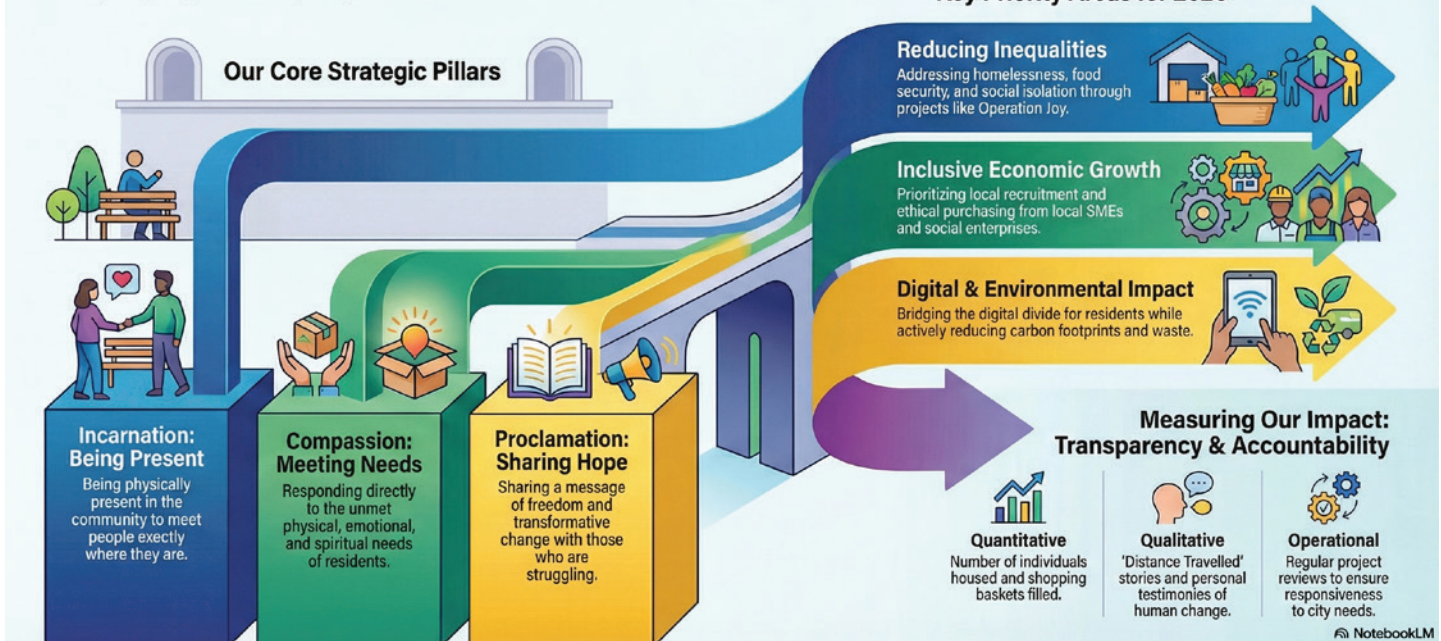 Our Core Strategic Pillars
Incarnation:
Being Present
Being physically
present in the
community to meet
people exectly
where they are.
Compassion:
Meeting Needs
Responding directly
to the unmet
physical, emotional,
and spiritual needs
of residents.
Proclamation:
Sharing Hope
Sharing a message
of freedom and
transformative
change with those
who are
struggling.
Reducing Inequalities
Addressing homelessness, food
security, and social isolation through
projects like Operation Joy.
Inclusive Economic Growth
Prioritizing local recruitment and
ethical purchasing from local SMEs
and social enterprises.
Digital & Environmental Impact
Bridging the digital divide for residents while
actively reducing carbon footprints and waste.
Measuring Our Impact:
Transparency & Accountability
Quantitative
Number of individuals
housed and shopping
baskets filled.
Qualitative
'Distance Travelled'
stories and personal
testimonies of
human change.
Operational
Regular project
reviews to ensure
responsiveness
to city needs.
NotebookLM